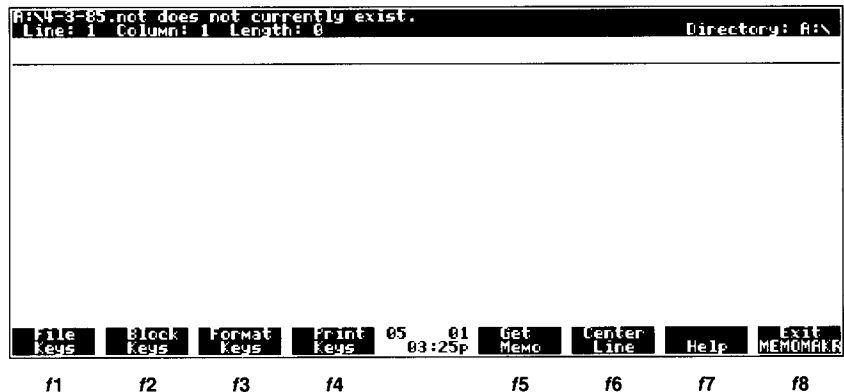 A:\4-3-85.not does not currently exist.
Line: 1 Column: 1 Length: 0 Directory: A:\
File Block Format Print 05 01 Get Center Exit
Keys Keys Keys Keys 03:25p Memo Line Help MEMOMAKR
f1 f2 f3 f4 f5 f6 f7 f8